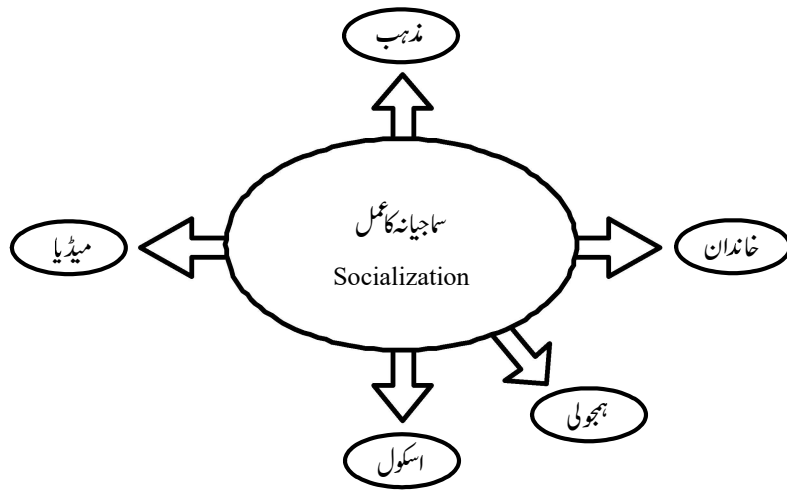 مذہب
سماجیانہ کا عمل
Socialization
خاندان
میڈیا
ہمجولی
اسکول